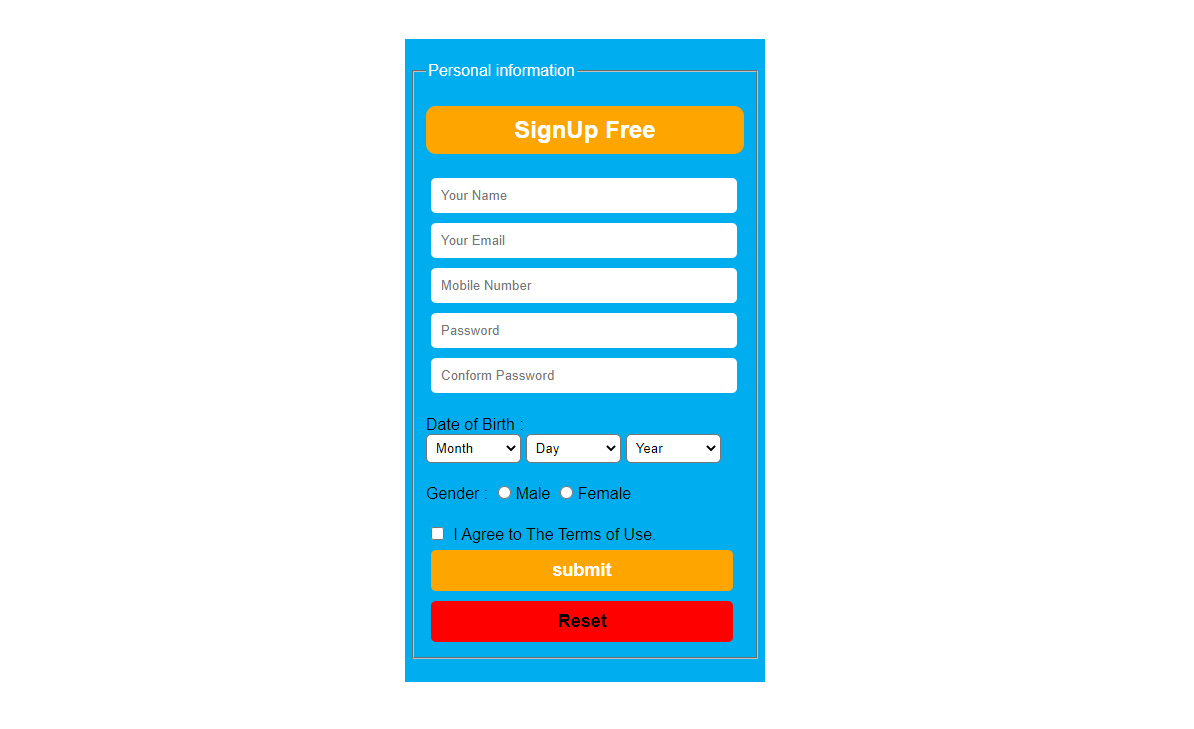 Personal information
SignUp Free
Your Name
Your Email
Mobile Number
Password
Conform Password
Date of Birth :
Month Day Year
Gender : Male Female
I Agree to The Terms of Use.
submit
Reset